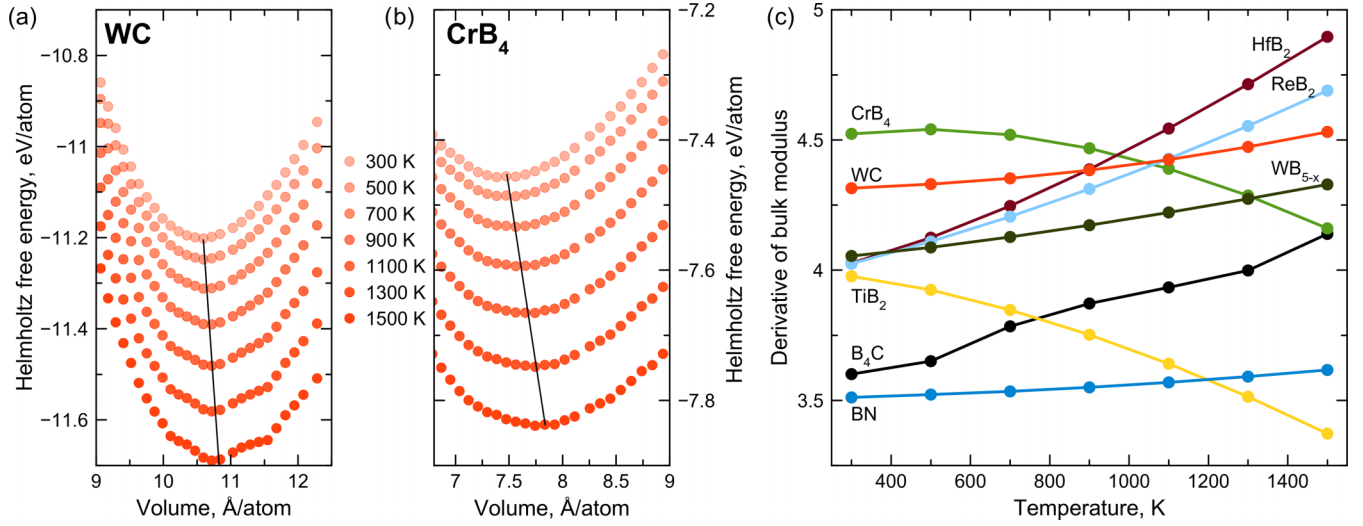 (a)
WC
Helmholtz free energy, eV/atom
−10.8
−11
−11.2
−11.4
−11.6
9
10
11
12
Volume, Å/atom
300 K
500 K
700 K
900 K
1100 K
1300 K
1500 K
(b)
CrB₄
−7.2
−7.4
−7.6
−7.8
Helmholtz free energy, eV/atom
7
7.5
8
8.5
9
Volume, Å/atom
(c)
Derivative of bulk modulus
5
4.5
4
3.5
HfB₂
ReB₂
CrB₄
WC
WB₅₋ₓ
TiB₂
B₄C
BN
400
600
800
1000
1200
1400
Temperature, K